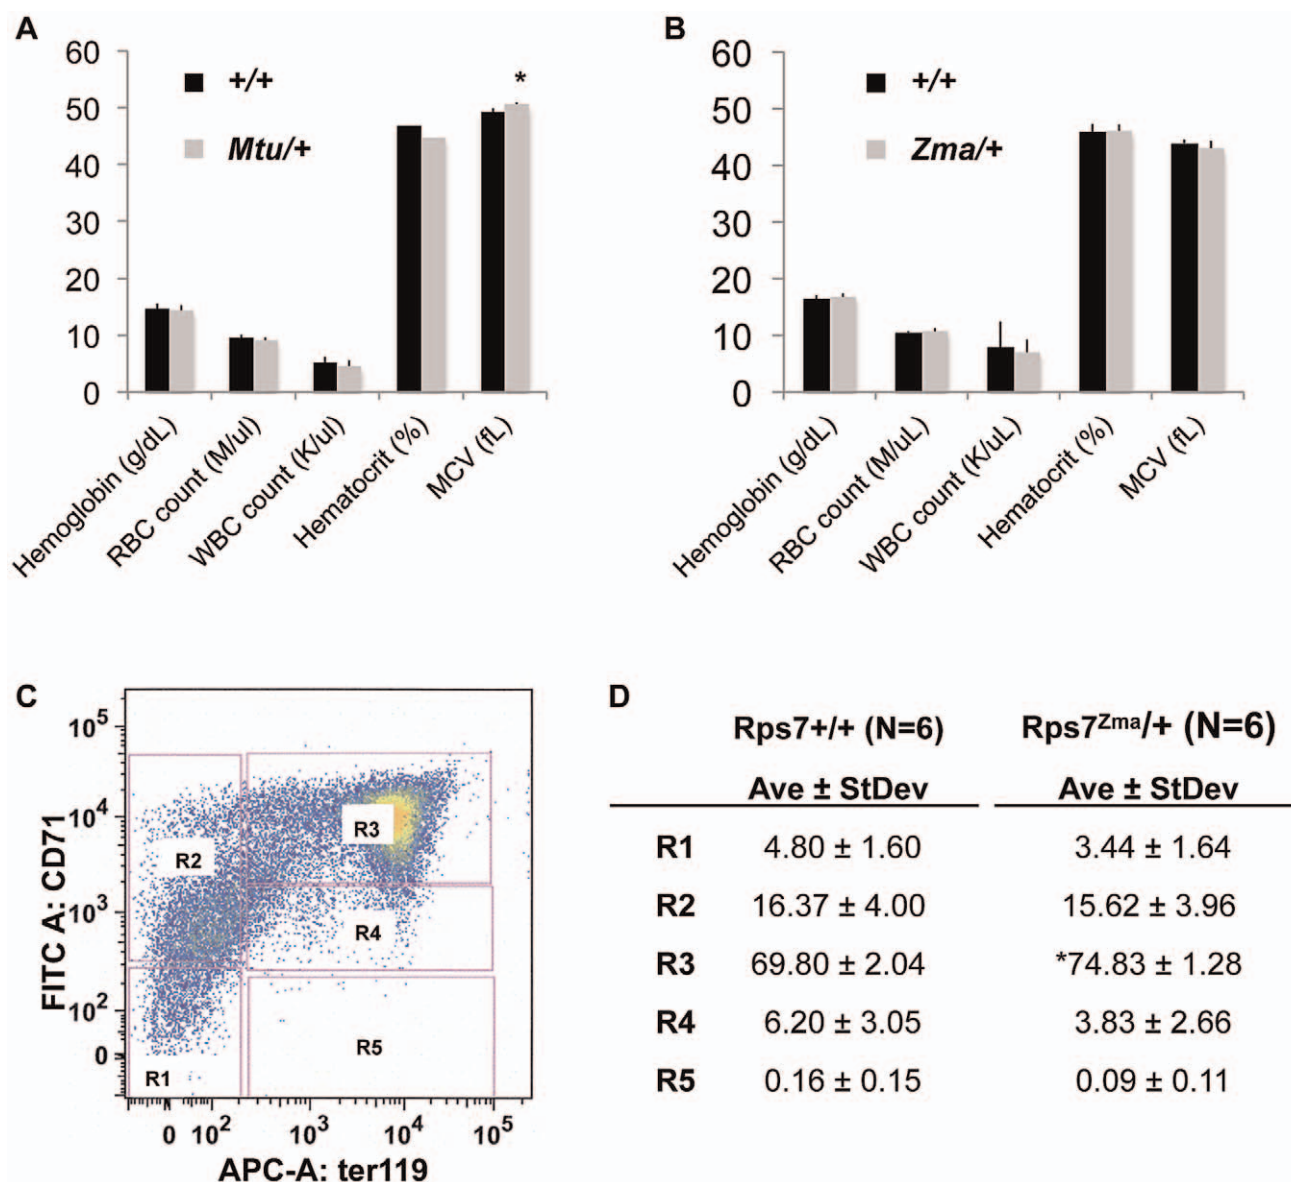 A
60
50
40
30
20
10
0
+/+
Mtu/+
*
Hemoglobin (g/dL)
RBC count (M/ul)
WBC count (K/ul)
Hematocrit (%)
MCV (fL)
B
60
50
40
30
20
10
0
+/+
Zma/+
Hemoglobin (g/dL)
RBC count (M/uL)
WBC count (K/uL)
Hematocrit (%)
MCV (fL)
C
FITC A: CD71
10^5
10^4
10^3
10^2
0
R3
R2
R4
R5
R1
0 10^2 10^3 10^4 10^5
APC-A: ter119
D
Rps7+/+ (N=6) Rps7^Zma/+ (N=6)
Ave ± StDev Ave ± StDev
R1 4.80 ± 1.60 3.44 ± 1.64
R2 16.37 ± 4.00 15.62 ± 3.96
R3 69.80 ± 2.04 *74.83 ± 1.28
R4 6.20 ± 3.05 3.83 ± 2.66
R5 0.16 ± 0.15 0.09 ± 0.11